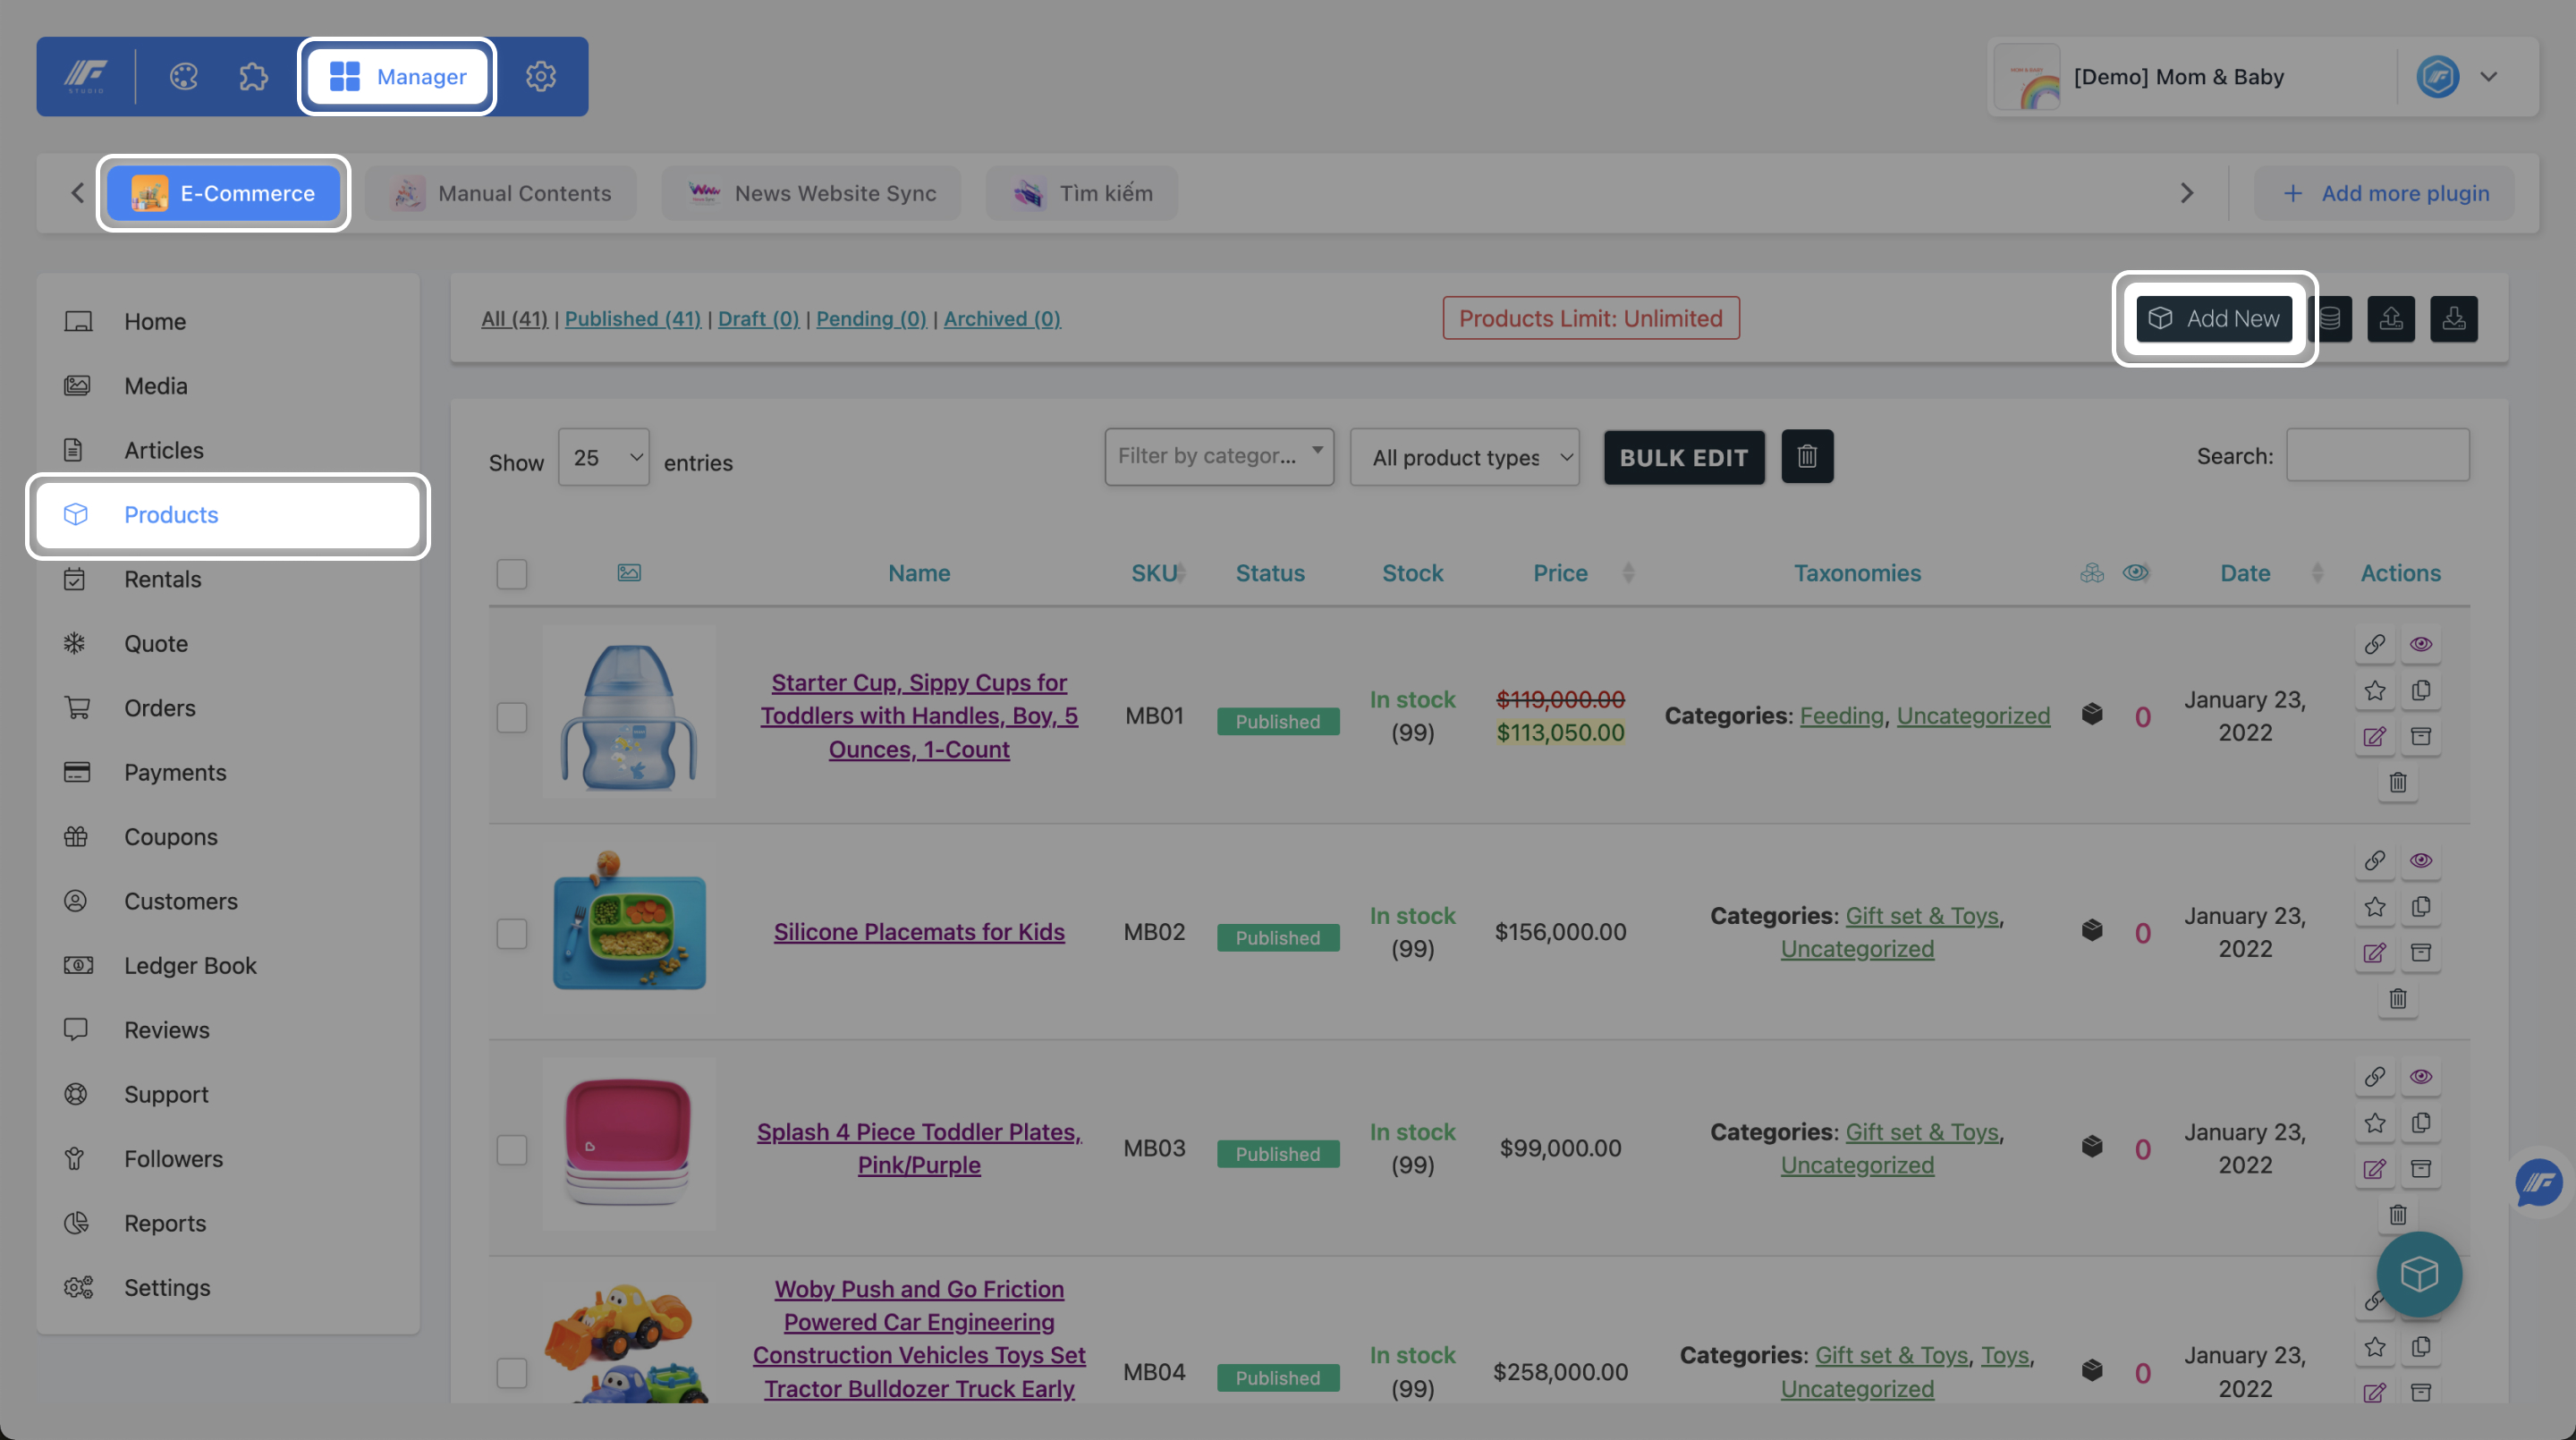 STUDIO
Manager
[Demo] Mom & Baby
E-Commerce
Manual Contents
News Website Sync
Tìm kiếm
Add more plugin
Home
Media
Articles
Products
Rentals
Quote
Orders
Payments
Coupons
Customers
Ledger Book
Reviews
Support
Followers
Reports
Settings
All (41) | Published (41) | Draft (0) | Pending (0) | Archived (0)
Products Limit: Unlimited
Add New
Show 25 entries
Filter by categor...
All product types
BULK EDIT
Search:
Name SKU Status Stock Price Taxonomies Date Actions
Starter Cup, Sippy Cups for
Toddlers with Handles, Boy, 5
Ounces, 1-Count
MB01
Published
In stock
(99)
$119,000.00
$113,050.00
Categories: Feeding, Uncategorized
0
January 23,
2022
Silicone Placemats for Kids
MB02
Published
In stock
(99)
$156,000.00
Categories: Gift set & Toys,
Uncategorized
0
January 23,
2022
Splash 4 Piece Toddler Plates,
Pink/Purple
MB03
Published
In stock
(99)
$99,000.00
Categories: Gift set & Toys,
Uncategorized
0
January 23,
2022
Woby Push and Go Friction
Powered Car Engineering
Construction Vehicles Toys Set
Tractor Bulldozer Truck Early
MB04
Published
In stock
(99)
$258,000.00
Categories: Gift set & Toys, Toys,
Uncategorized
0
January 23,
2022